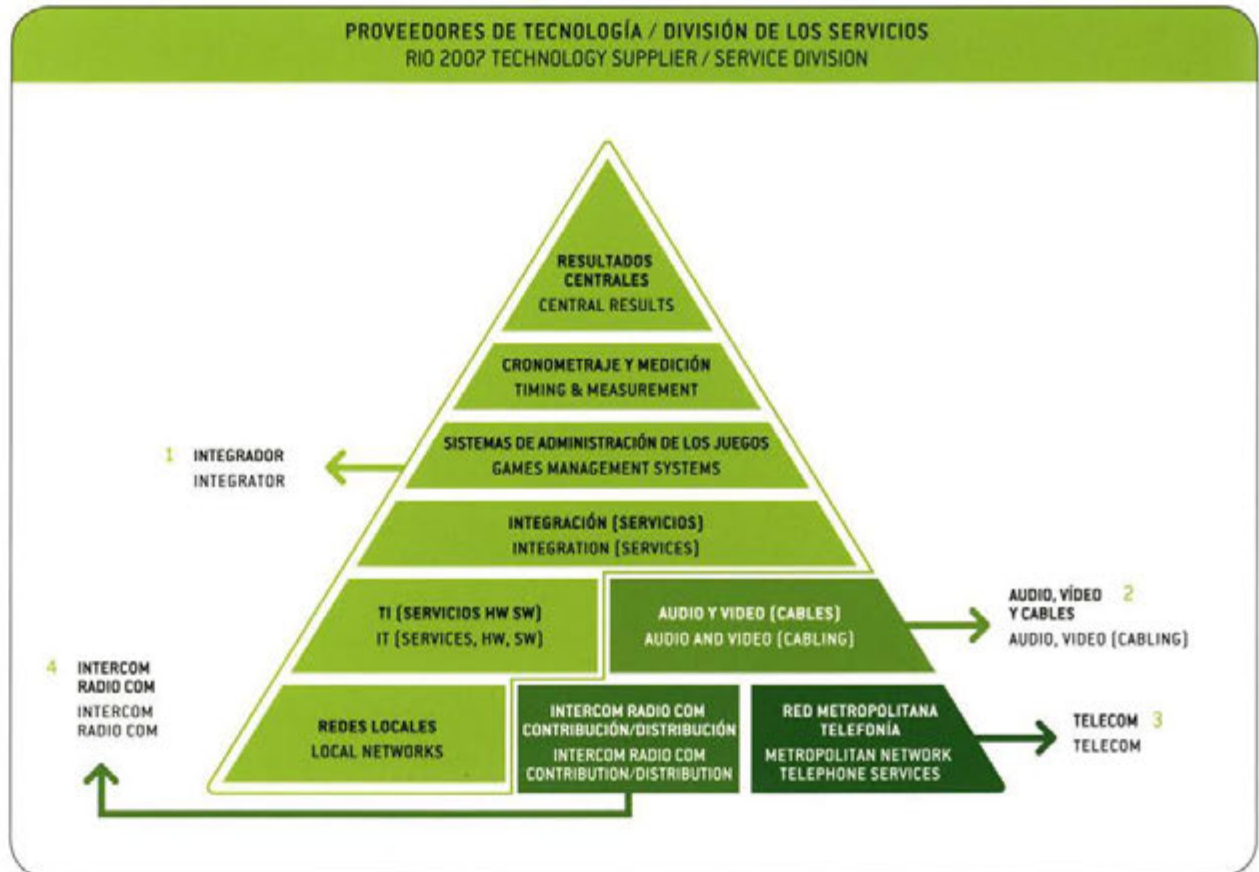 PROVEEDORES DE TECNOLOGÍA / DIVISIÓN DE LOS SERVICIOS
RIO 2007 TECHNOLOGY SUPPLIER / SERVICE DIVISION
RESULTADOS
CENTRALES
CENTRAL RESULTS
CRONOMETRAJE Y MEDICIÓN
TIMING & MEASUREMENT
SISTEMAS DE ADMINISTRACIÓN DE LOS JUEGOS
GAMES MANAGEMENT SYSTEMS
1 INTEGRADOR
INTEGRATOR
INTEGRACIÓN (SERVICIOS)
INTEGRATION (SERVICES)
TI (SERVICIOS HW SW)
IT (SERVICES, HW, SW)
AUDIO Y VIDEO (CABLES)
AUDIO AND VIDEO (CABLING)
AUDIO, VÍDEO 2
Y CABLES
AUDIO, VIDEO (CABLING)
4 INTERCOM
RADIO COM
INTERCOM
RADIO COM
REDES LOCALES
LOCAL NETWORKS
INTERCOM RADIO COM
CONTRIBUCIÓN/DISTRIBUCIÓN
INTERCOM RADIO COM
CONTRIBUTION/DISTRIBUTION
RED METROPOLITANA
TELEFONÍA
METROPOLITAN NETWORK
TELEPHONE SERVICES
TELECOM 3
TELECOM